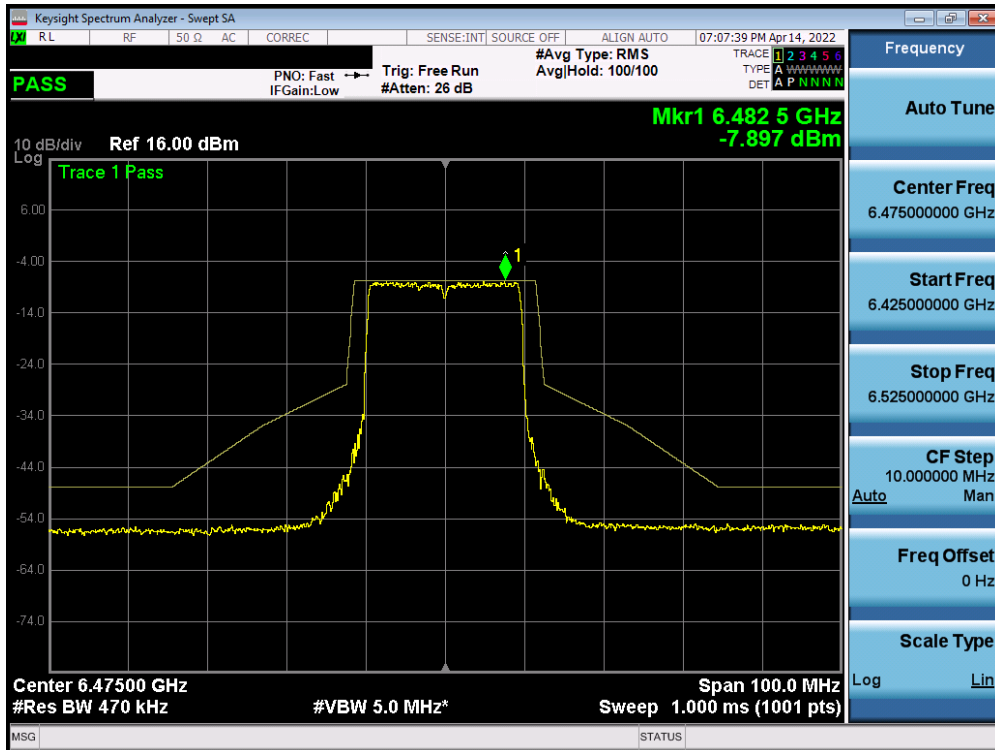 Keysight Spectrum Analyzer - Swept SA
LXI RL RF 50 Ω AC CORREC SENSE:INT SOURCE OFF ALIGN AUTO 07:07:39 PM Apr 14, 2022
PASS
PNO: Fast
IFGain:Low
Trig: Free Run
#Atten: 26 dB
#Avg Type: RMS
Avg|Hold: 100/100
TRACE 1 2 3 4 5 6
TYPE A WWWWW
DET A P N N N N
Mkr1 6.482 5 GHz
-7.897 dBm
10 dB/div Ref 16.00 dBm
Log
Trace 1 Pass
6.00
-4.00
1
-14.0
-24.0
-34.0
-44.0
-54.0
-64.0
-74.0
Center 6.47500 GHz Span 100.0 MHz
#Res BW 470 kHz #VBW 5.0 MHz* Sweep 1.000 ms (1001 pts)
MSG STATUS
Frequency
Auto Tune
Center Freq
6.475000000 GHz
Start Freq
6.425000000 GHz
Stop Freq
6.525000000 GHz
CF Step
10.000000 MHz
Auto Man
Freq Offset
0 Hz
Scale Type
Log Lin